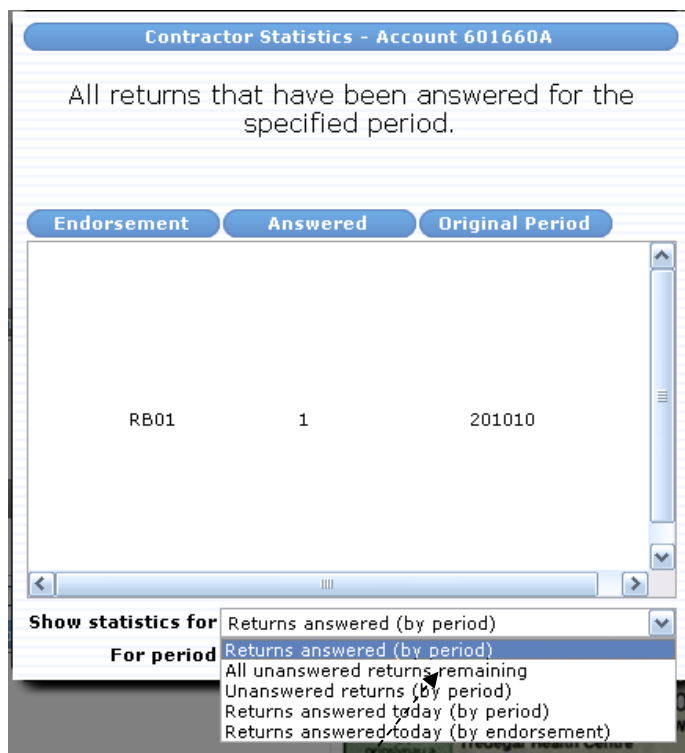 Contractor Statistics - Account 601660A
All returns that have been answered for the
specified period.
Endorsement Answered Original Period
RB01 1 201010
Show statistics for Returns answered (by period)
For period Returns answered (by period)
All unanswered returns remaining
Unanswered returns (by period)
Returns answered today (by period)
Returns answered today (by endorsement)
Tredegar Health Centre